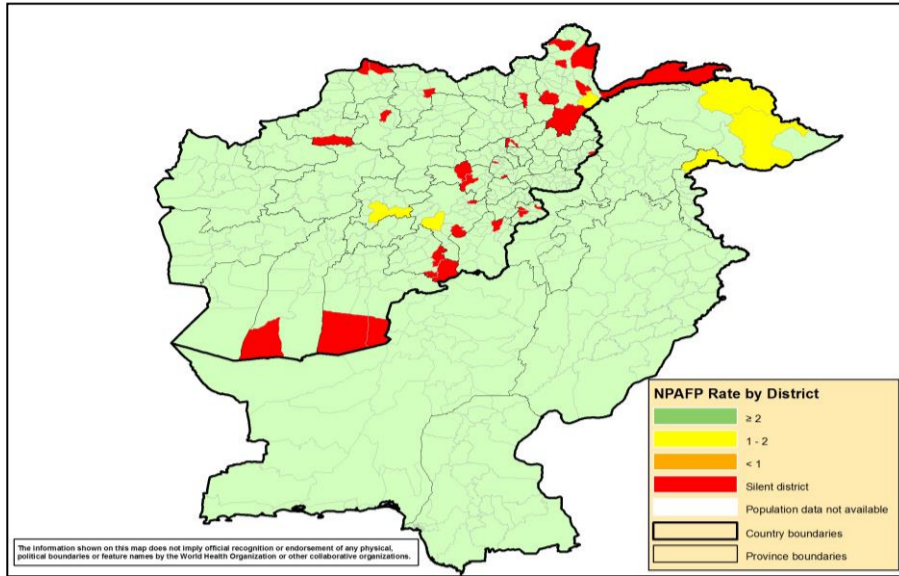 NPAFP Rate by District
≥ 2
1 - 2
< 1
Silent district
Population data not available
Country boundaries
Province boundaries
The information shown on this map does not imply official recognition or endorsement of any physical,
political boundaries or feature names by the World Health Organization or other collaborative organizations.